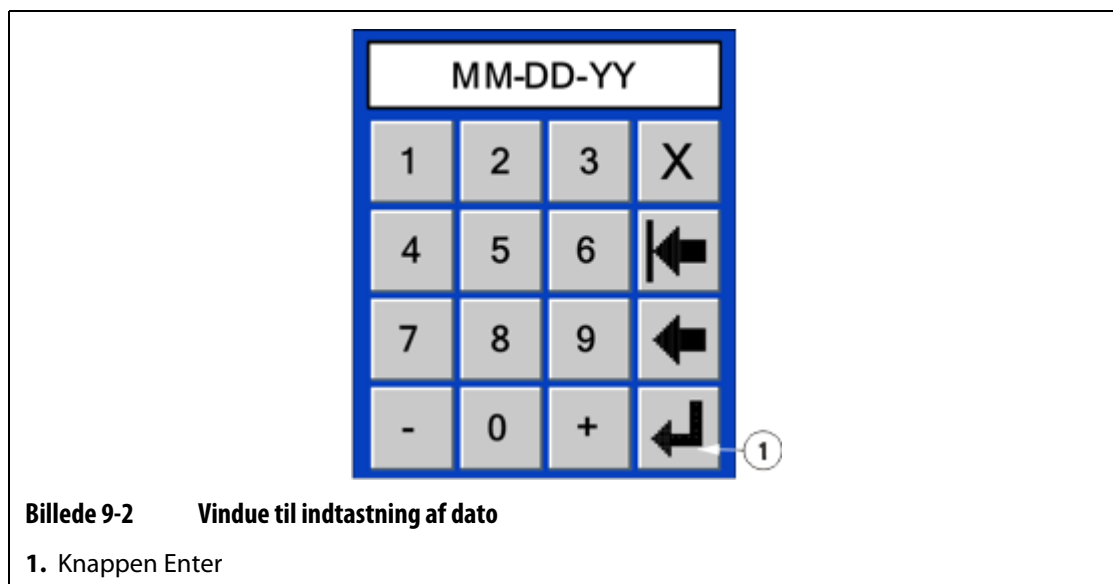 MM-DD-YY
1 2 3 X
4 5 6
7 8 9
- 0 +
1
Billede 9-2 Vindue til indtastning af dato
1. Knappen Enter